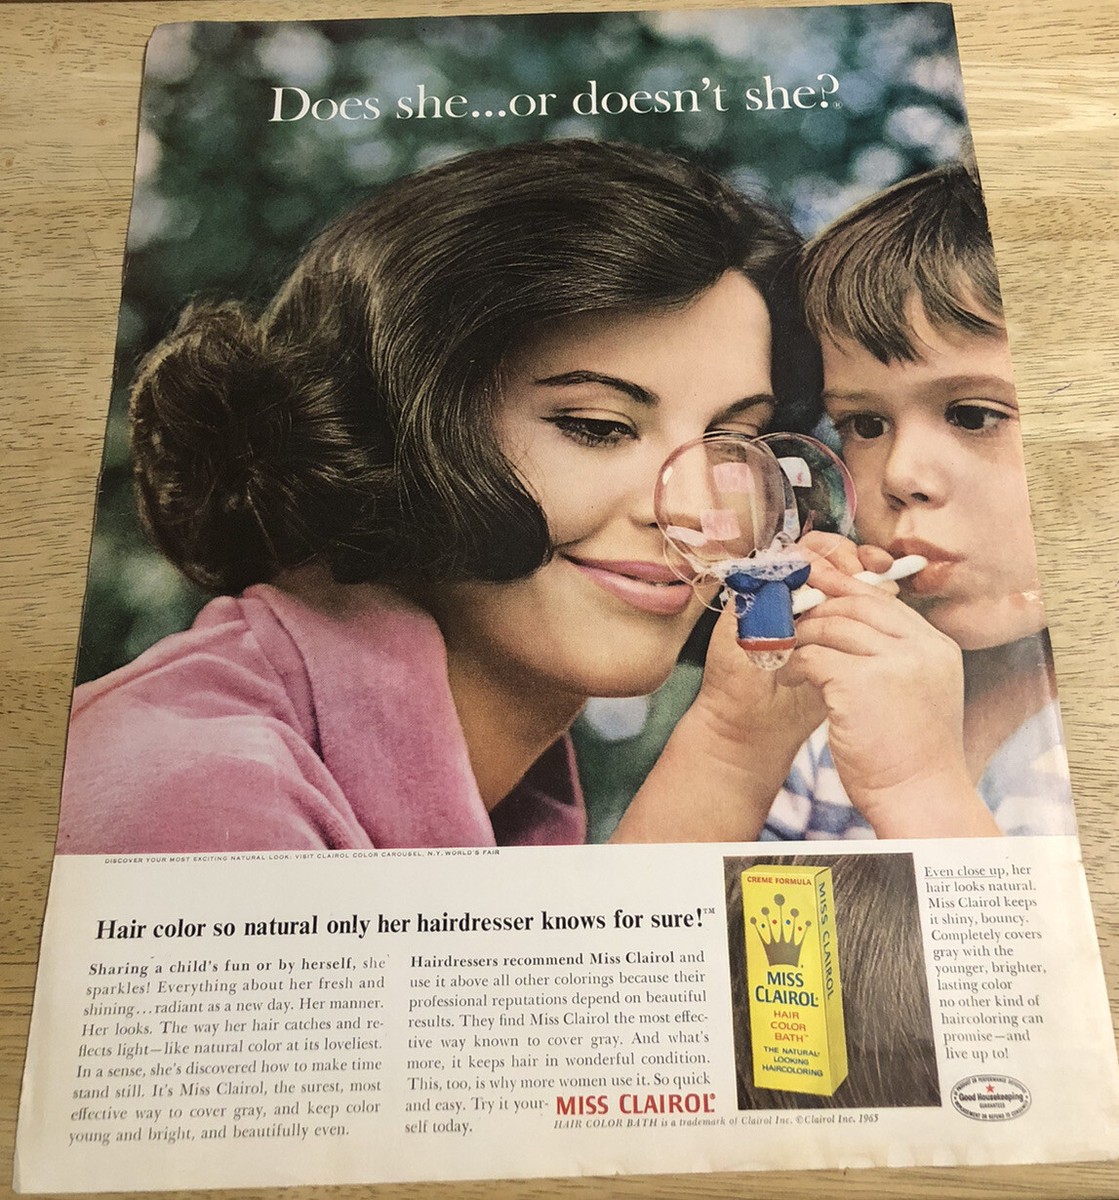 Does she...or doesn't she?®
DISCOVER YOUR MOST EXCITING NATURAL LOOK. VISIT CLAIROL COLOR CAROUSEL, N.Y. WORLD'S FAIR
Hair color so natural only her hairdresser knows for sure!™
Sharing a child's fun or by herself, she
sparkles! Everything about her fresh and
shining...radiant as a new day. Her manner.
Her looks. The way her hair catches and re-
flects light—like natural color at its loveliest.
In a sense, she's discovered how to make time
stand still. It's Miss Clairol, the surest, most
effective way to cover gray, and keep color
young and bright, and beautifully even.
Hairdressers recommend Miss Clairol and
use it above all other colorings because their
professional reputations depend on beautiful
results. They find Miss Clairol the most effec-
tive way known to cover gray. And what's
more, it keeps hair in wonderful condition.
This, too, is why more women use it. So quick
and easy. Try it your-
self today.
MISS CLAIROL®
HAIR COLOR BATH is a trademark of Clairol Inc. ©Clairol Inc. 1963
CREME FORMULA
MISS
CLAIROL®
HAIR
COLOR
BATH™
THE NATURAL
LOOKING
HAIRCOLORING
MISS CLAIROL
Even close up, her
hair looks natural.
Miss Clairol keeps
it shiny, bouncy.
Completely covers
gray with the
younger, brighter,
lasting color
no other kind of
haircoloring can
promise—and
live up to!
Good Housekeeping
GUARANTEES